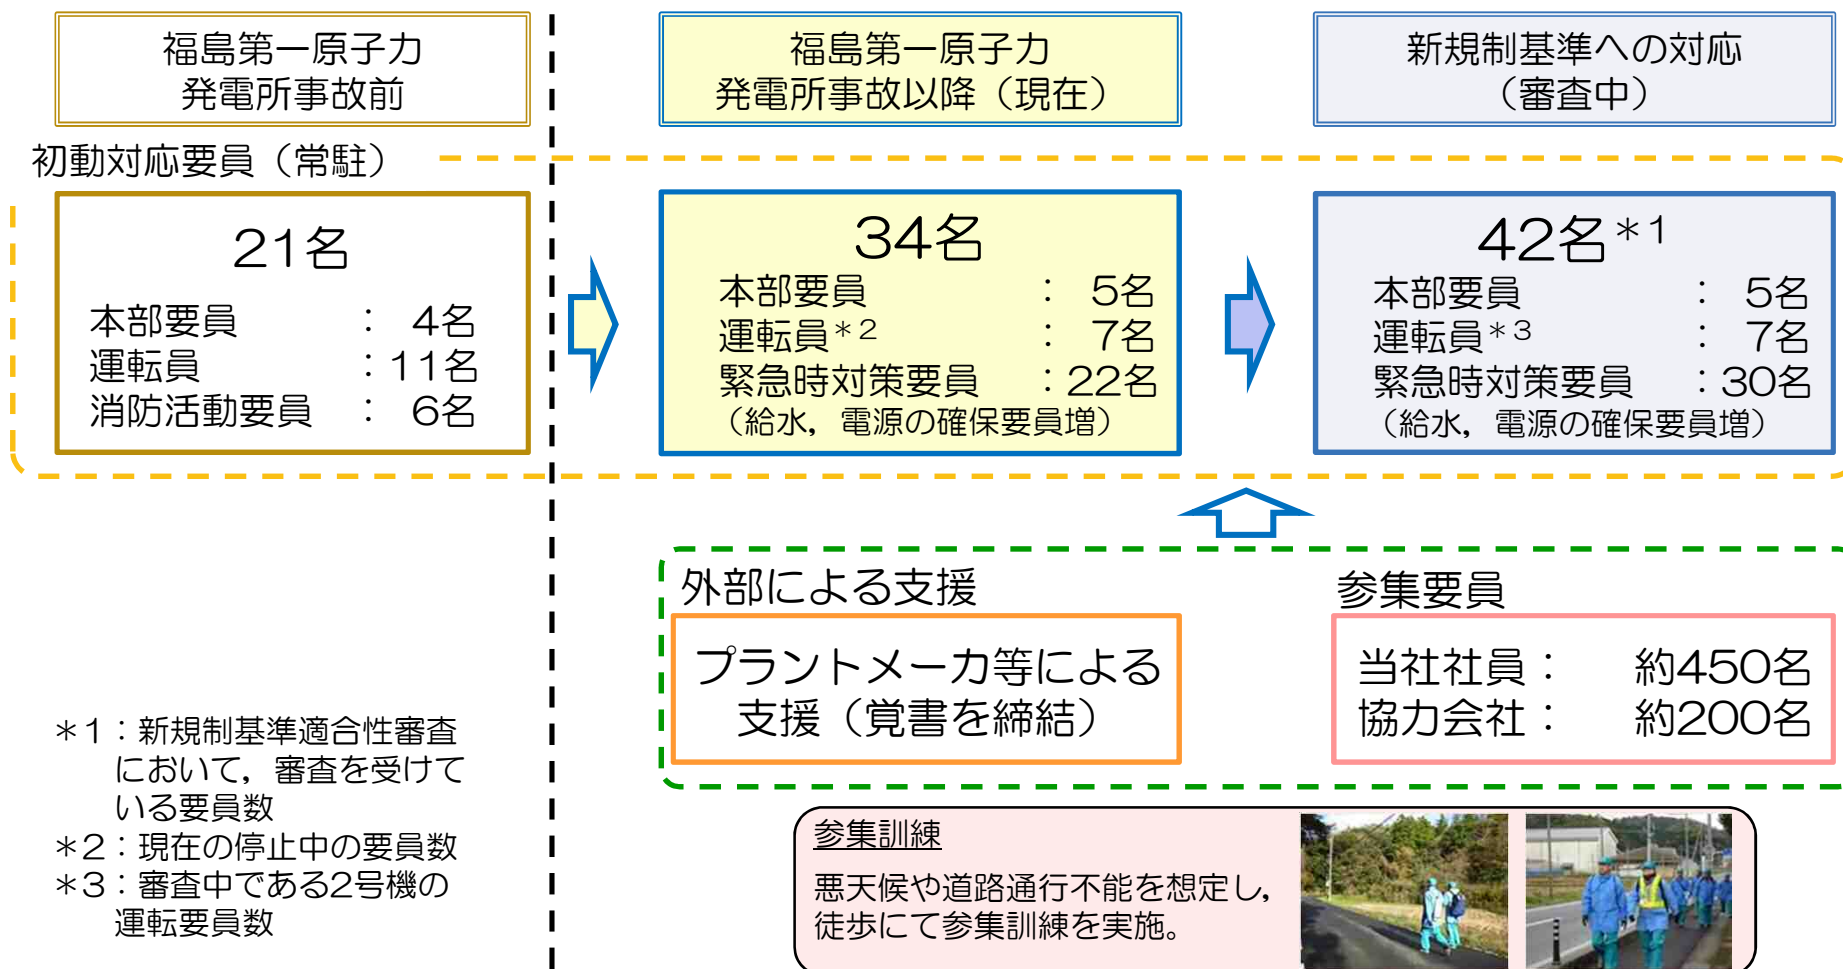 福島第一原子力
発電所事故前
福島第一原子力
発電所事故以降（現在）
新規制基準への対応
（審査中）
初動対応要員（常駐）
21名
本部要員　　　：　4名
運転員　　　　：11名
消防活動要員　：　6名
34名
本部要員　　　　：　5名
運転員＊2　　　：　7名
緊急時対策要員　：22名
（給水，電源の確保要員増）
42名＊1
本部要員　　　　：　5名
運転員＊3　　　：　7名
緊急時対策要員　：30名
（給水，電源の確保要員増）
外部による支援
プラントメーカ等による
支援（覚書を締結）
参集要員
当社社員：　約450名
協力会社：　約200名
＊1：新規制基準適合性審査
において，審査を受けて
いる要員数
＊2：現在の停止中の要員数
＊3：審査中である2号機の
運転要員数
参集訓練
悪天候や道路通行不能を想定し，
徒歩にて参集訓練を実施。